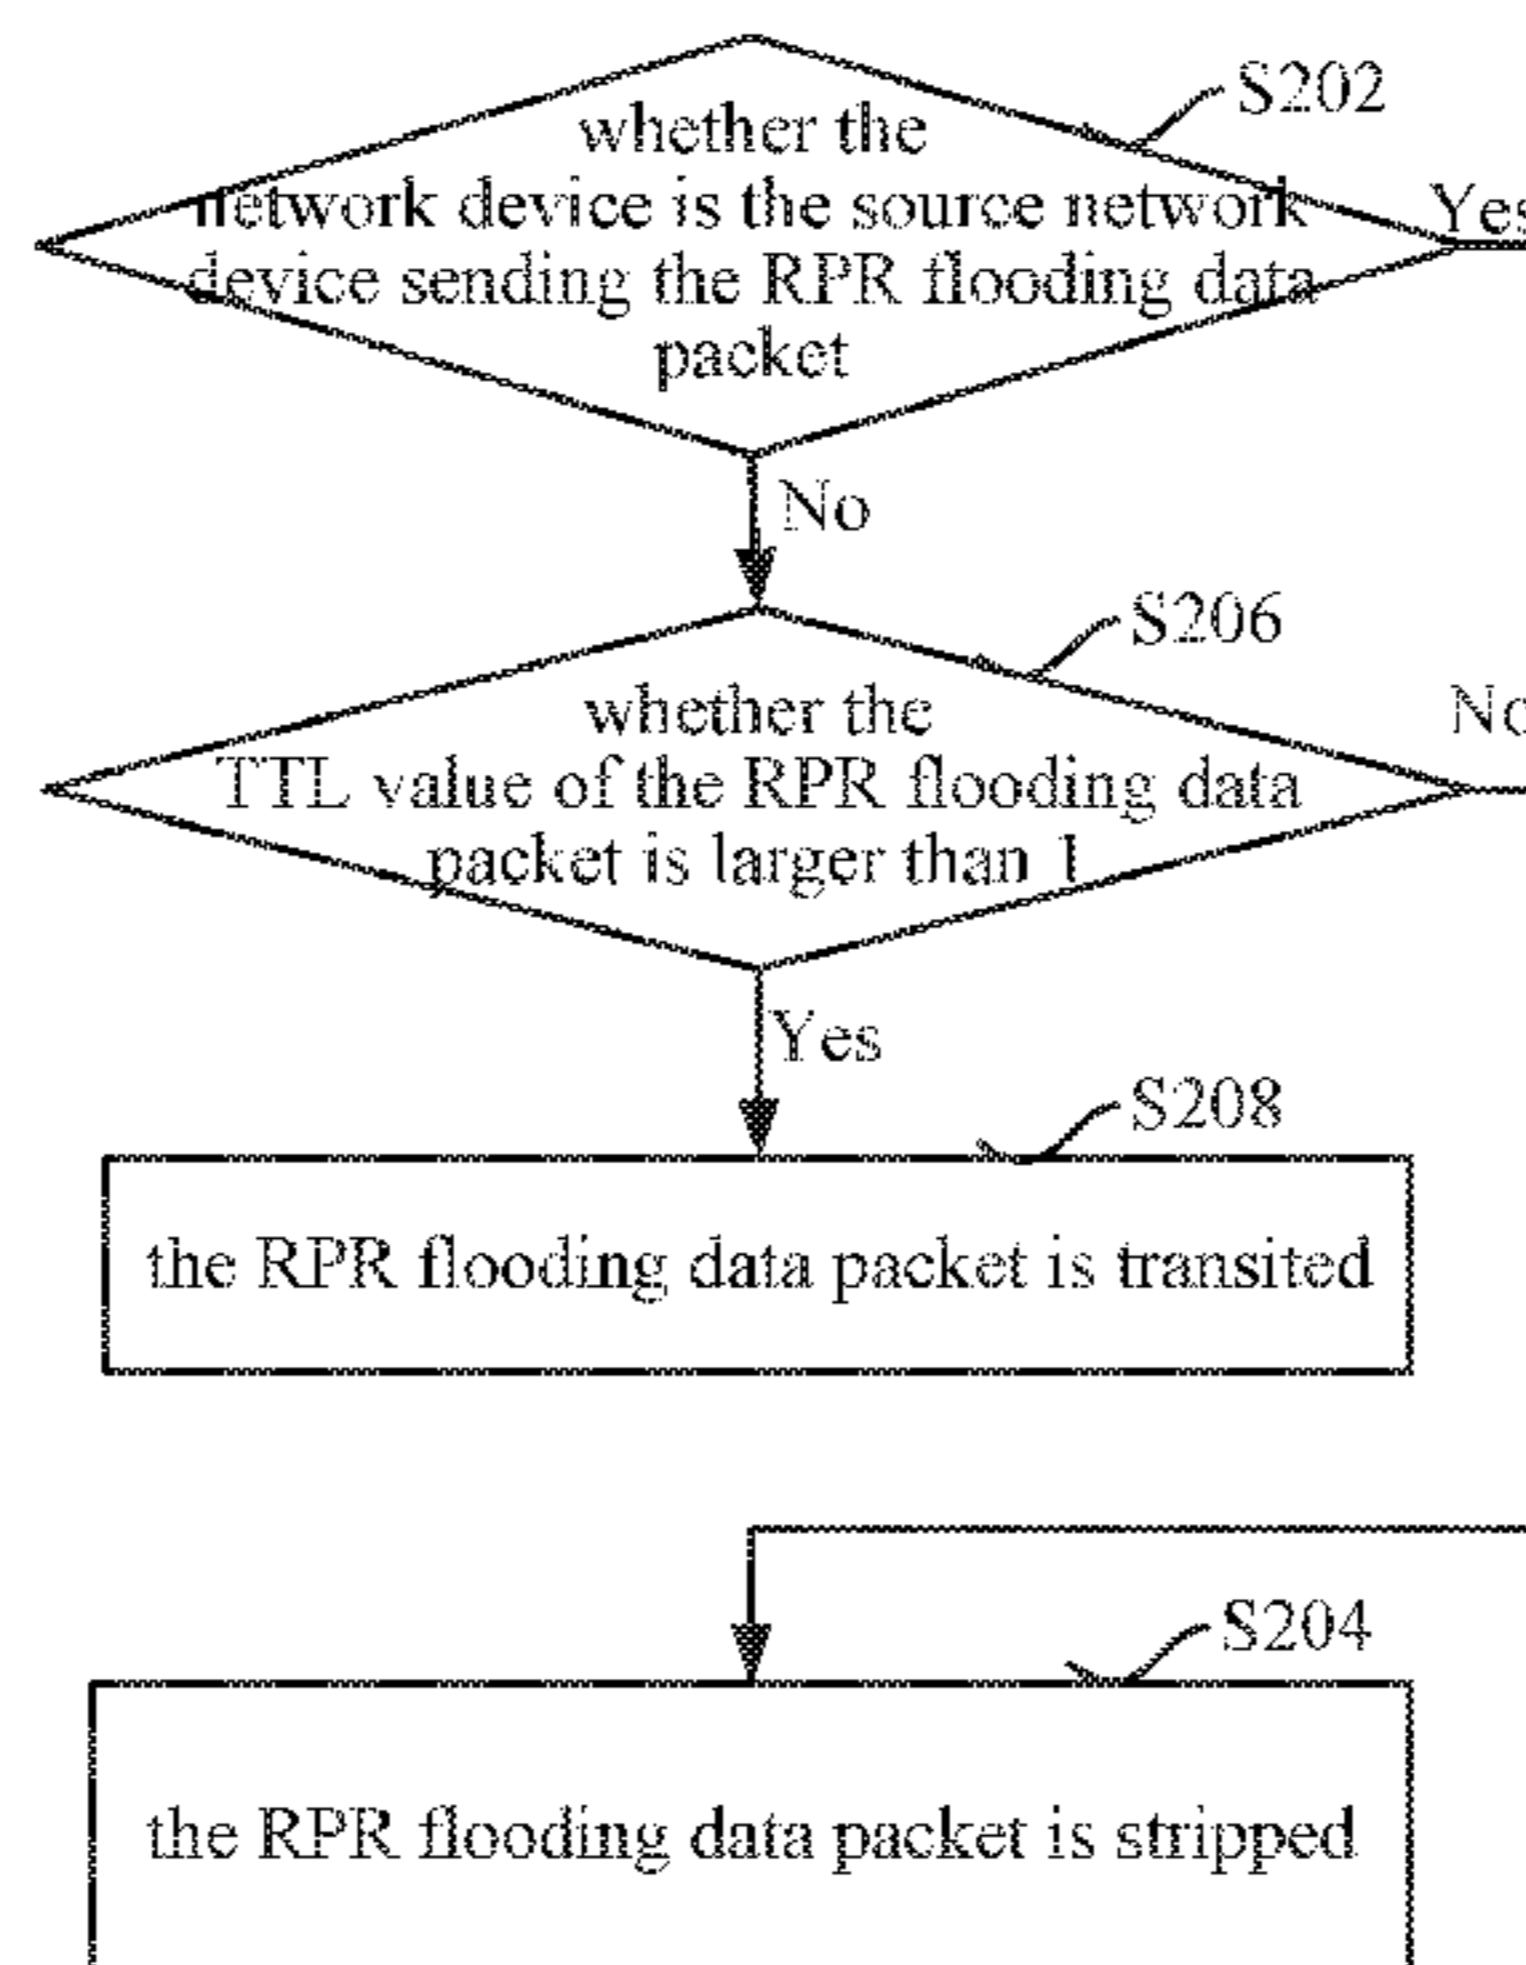 S202
whether the
network device is the source network
device sending the RPR flooding data
packet
Yes
No
S206
whether the
TTL value of the RPR flooding data
packet is larger than 1
No
Yes
S208
the RPR flooding data packet is transited
S204
the RPR flooding data packet is stripped